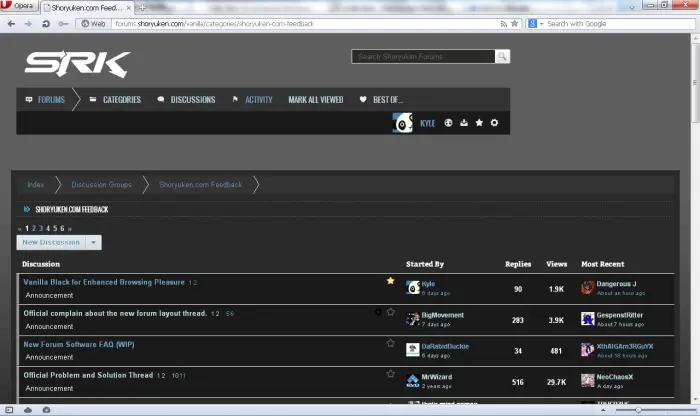 Opera
Shoryuken.com Feed...
Web
forums.shoryuken.com/vanilla/categories/shoryuken-com-feedback
Search with Google
SRK
Search Shoryuken Forums
FORUMS
CATEGORIES
DISCUSSIONS
ACTIVITY
MARK ALL VIEWED
BEST OF...
KYLE
Index
Discussion Groups
Shoryuken.com Feedback
SHORYUKEN.COM FEEDBACK
« 1 2 3 4 5 6 »
New Discussion
Discussion Started By Replies Views Most Recent
Vanilla Black for Enhanced Browsing Pleasure 1 2 Kyle 90 1.9K Dangerous J
Announcement 6 days ago About an hour ago
Official complain about the new forum layout thread. 1 2 BigMovement 283 3.9K GespenstRitter
Announcement 7 days ago About 7 hours ago
New Forum Software FAQ (WIP) DaRabidDuckie 34 481 XthAtGAm3RGuYX
Announcement 6 days ago About 18 hours ago
Official Problem and Solution Thread 1 2 MrWizard 516 29.7K NeoChaosX
Announcement 2 years ago A day ago